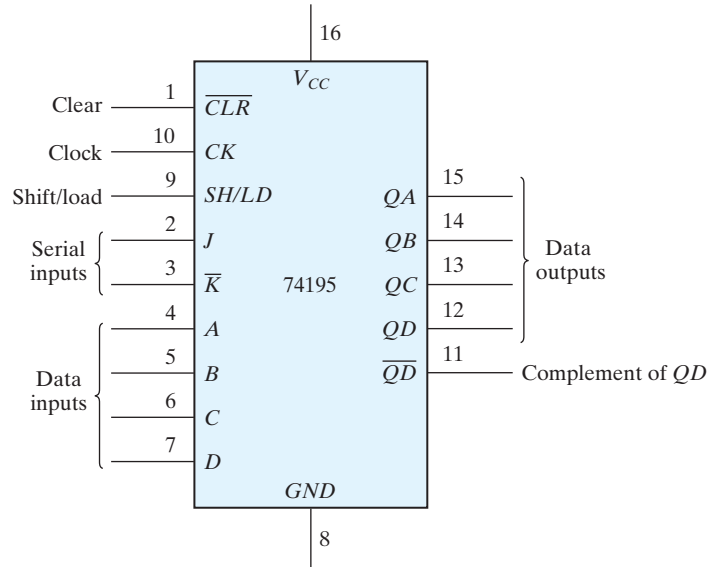 16
V_CC
Clear 1 C̅L̅R̅
Clock 10 CK
Shift/load 9 SH/LD
QA 15
2 J
QB 14
Serial
inputs
3 K̅
74195
QC 13
4 A
QD 12
Data
outputs
5 B
Q̅D̅ 11 Complement of QD
Data
inputs
6 C
7 D
GND
8